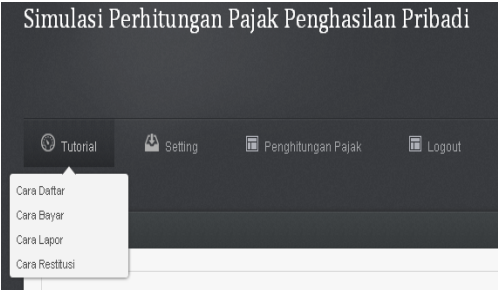 Simulasi Perhitungan Pajak Penghasilan Pribadi
Tutorial Setting Penghitungan Pajak Logout
Cara Daftar
Cara Bayar
Cara Lapor
Cara Restitusi